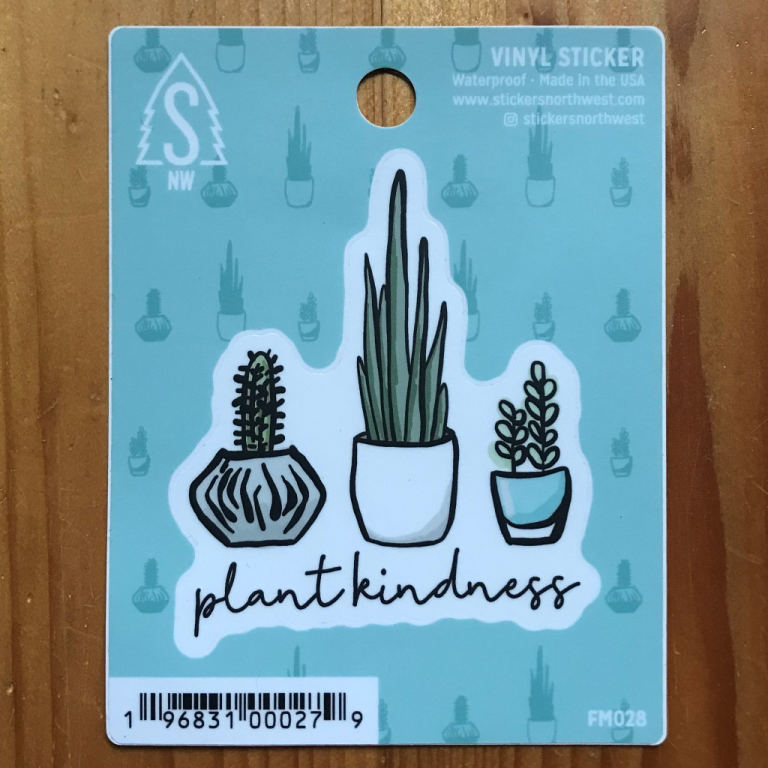 VINYL STICKER
Waterproof · Made in the USA
www.stickersnorthwest.com
stickersnorthwest
S
NW
plant kindness
1 96831 00027 9
FM028